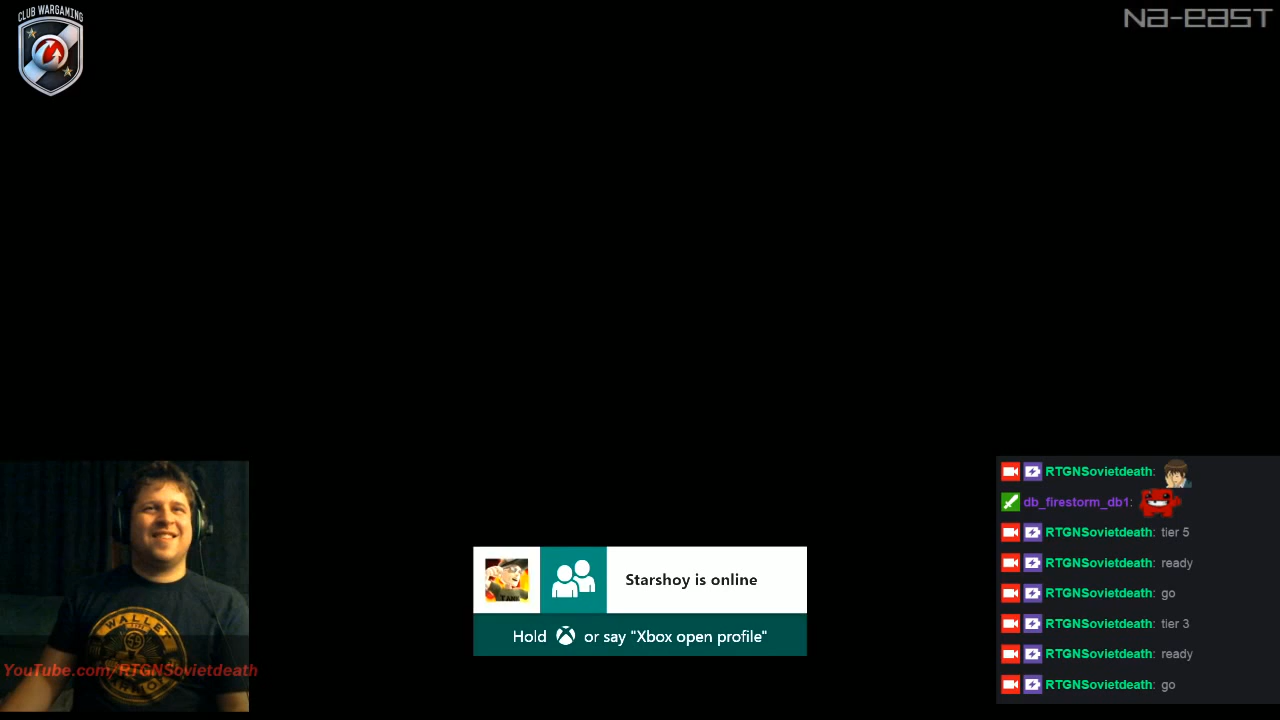 CLUB WARGAMING
NA-EAST
RTGNSovietdeath:
db_firestorm_db1:
RTGNSovietdeath: tier 5
RTGNSovietdeath: ready
RTGNSovietdeath: go
RTGNSovietdeath: tier 3
RTGNSovietdeath: ready
RTGNSovietdeath: go
Starshoy is online
Hold or say "Xbox open profile"
WALLET
YouTube.com/RTGNSovietdeath